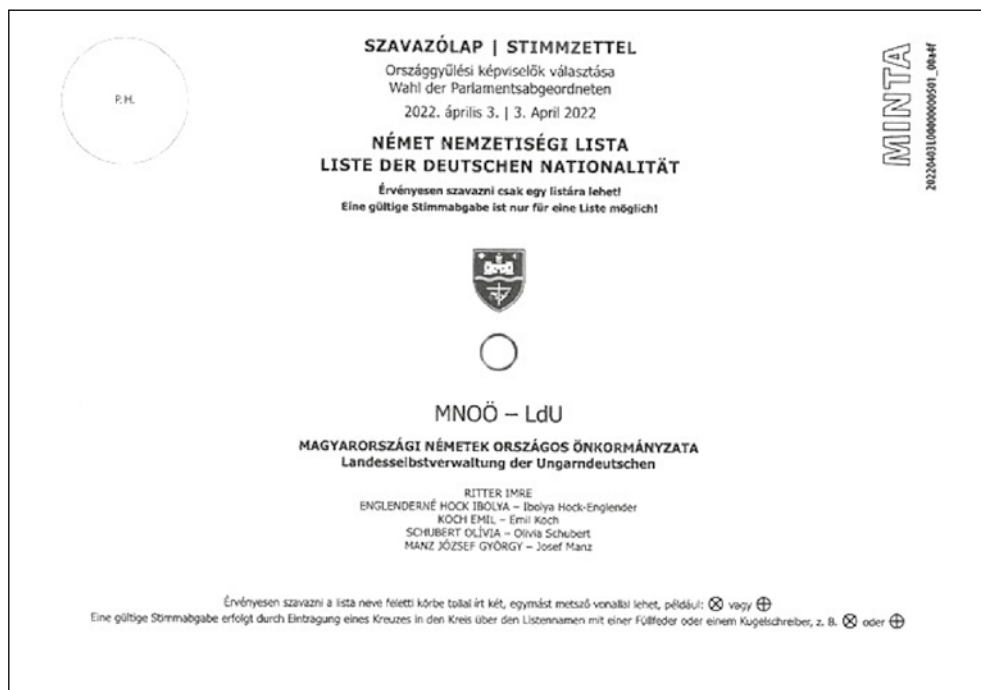 P.H.
SZAVAZÓLAP | STIMMZETTEL
Országgyűlési képviselők választása
Wahl der Parlamentsabgeordneten
2022. április 3. | 3. April 2022
NÉMET NEMZETISÉGI LISTA
LISTE DER DEUTSCHEN NATIONALITÄT
Érvényesen szavazni csak egy listára lehet!
Eine gültige Stimmabgabe ist nur für eine Liste möglich!
MINTA
MNOÖ – LdU
MAGYARORSZÁGI NÉMETEK ORSZÁGOS ÖNKORMÁNYZATA
Landesselbstverwaltung der Ungarndeutschen
RITTER IMRE
ENGLENDERNÉ HOCK IBOLYA – Ibolya Hock-Englender
KOCH EMIL – Emil Koch
SCHUBERT OLÍVIA – Olivia Schubert
MANZ JÓZSEF GYÖRGY – Josef Manz
Érvényesen szavazni a lista neve feletti körbe tollal írt két, egymást metsző vonallal lehet, például: ⊗ vagy ⊕
Eine gültige Stimmabgabe erfolgt durch Eintragung eines Kreuzes in den Kreis über den Listennamen mit einer Füllfeder oder einem Kugelschreiber, z. B. ⊗ oder ⊕